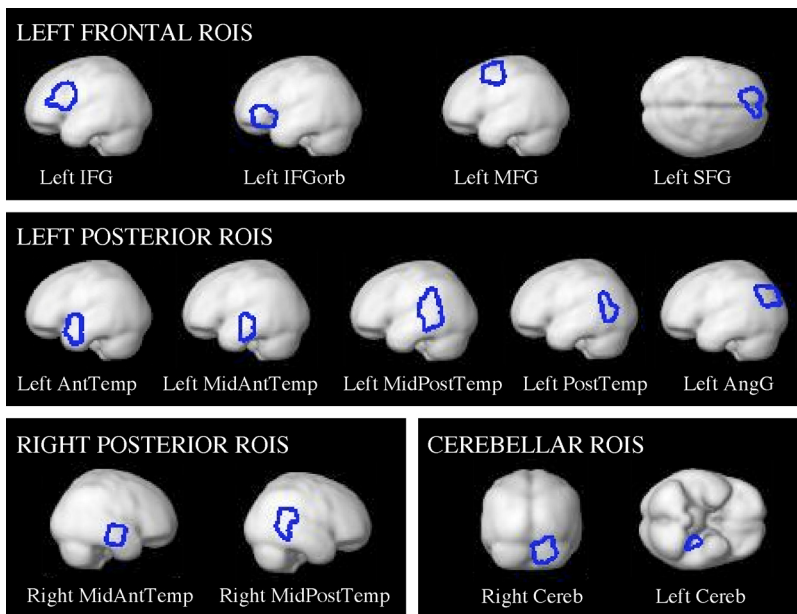 LEFT FRONTAL ROIS
Left IFG
Left IFGorb
Left MFG
Left SFG
LEFT POSTERIOR ROIS
Left AntTemp
Left MidAntTemp
Left MidPostTemp
Left PostTemp
Left AngG
RIGHT POSTERIOR ROIS
Right MidAntTemp
Right MidPostTemp
CEREBELLAR ROIS
Right Cereb
Left Cereb